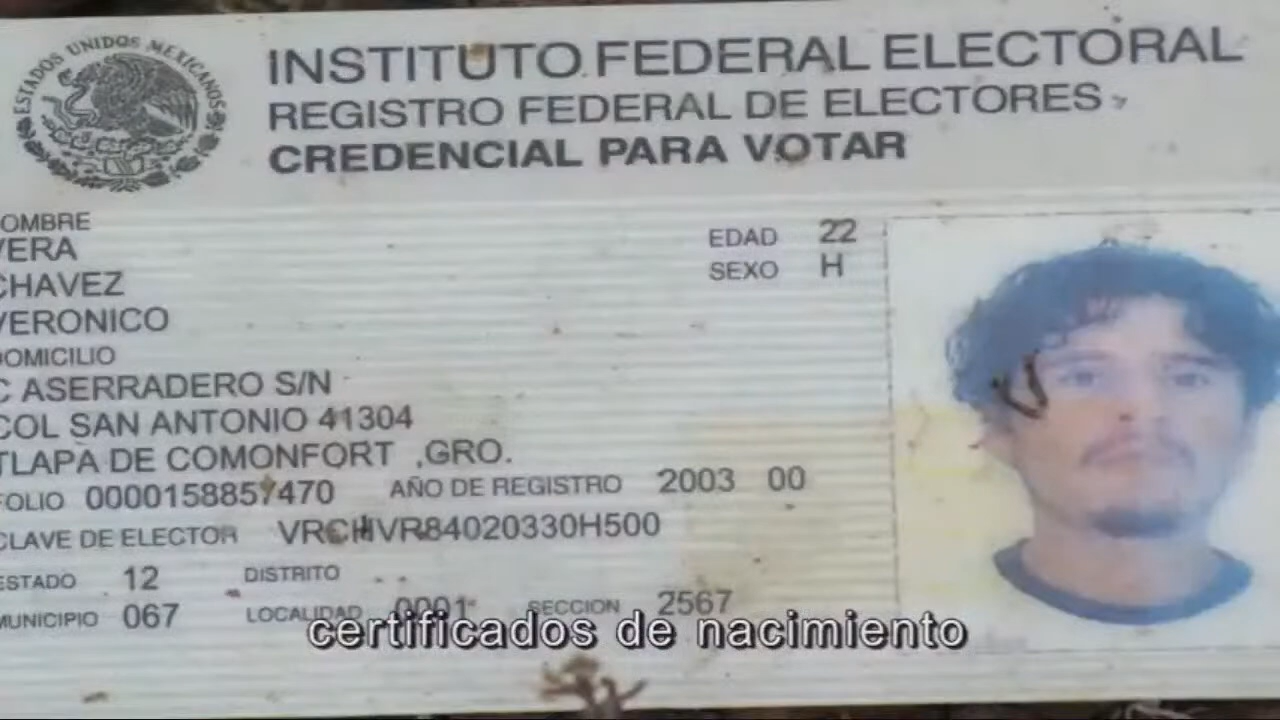 ESTADOS UNIDOS MEXICANOS
INSTITUTO FEDERAL ELECTORAL
REGISTRO FEDERAL DE ELECTORES
CREDENCIAL PARA VOTAR
OMBRE
VERA
CHAVEZ
VERONICO
EDAD 22
SEXO H
DOMICILIO
C ASERRADERO S/N
COL SAN ANTONIO 41304
TLAPA DE COMONFORT ,GRO.
FOLIO 0000158857470 AÑO DE REGISTRO 2003 00
CLAVE DE ELECTOR VRCHVR84020330H500
ESTADO 12 DISTRITO
MUNICIPIO 067 LOCALIDAD 0001 SECCION 2567
certificados de nacimiento